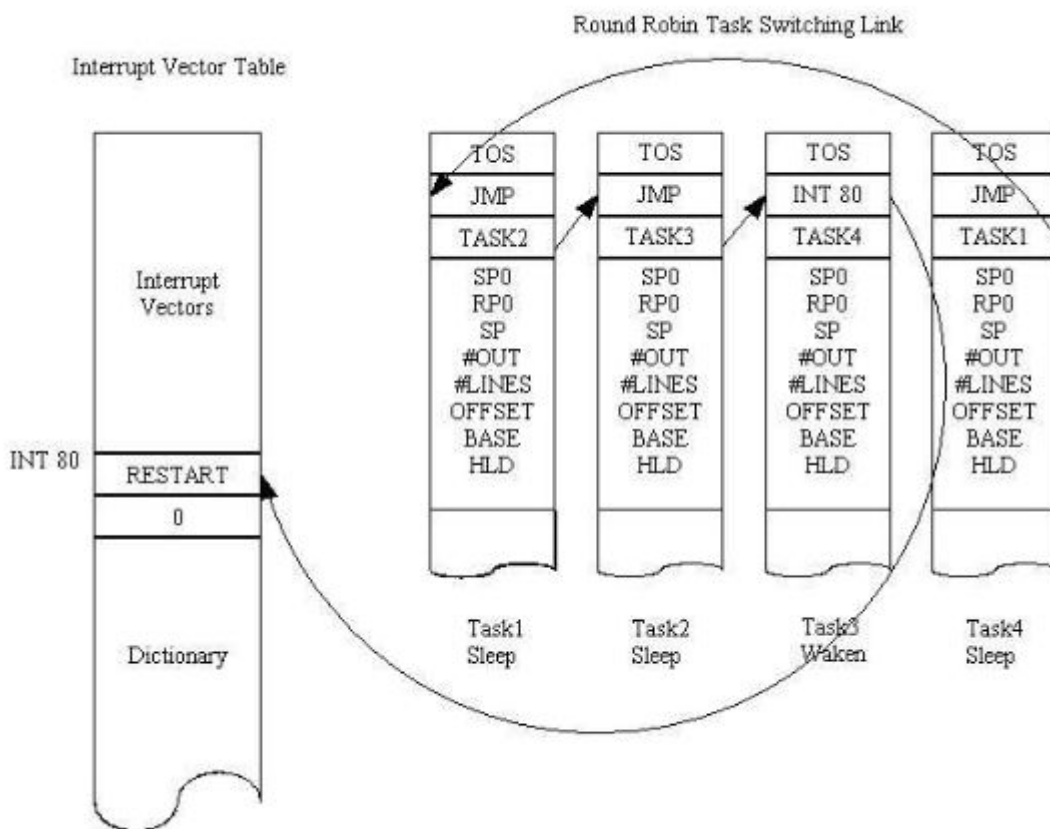 Round Robin Task Switching Link
Interrupt Vector Table
Interrupt
Vectors
INT 80
RESTART
0
Dictionary
TOS
JMP
TASK2
SP0
RP0
SP
#OUT
#LINES
OFFSET
BASE
HLD
Task1
Sleep
TOS
JMP
TASK3
SP0
RP0
SP
#OUT
#LINES
OFFSET
BASE
HLD
Task2
Sleep
TOS
INT 80
TASK4
SP0
RP0
SP
#OUT
#LINES
OFFSET
BASE
HLD
Task3
Waken
TOS
JMP
TASK1
SP0
RP0
SP
#OUT
#LINES
OFFSET
BASE
HLD
Task4
Sleep